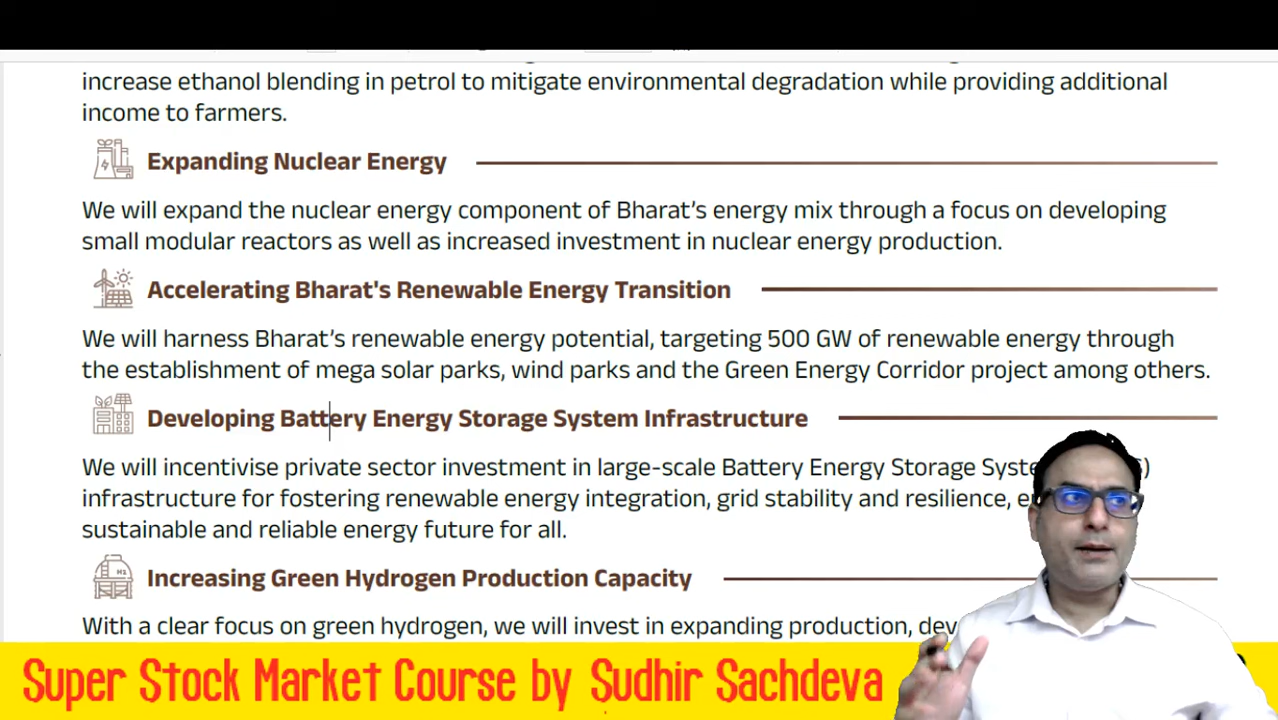 increase ethanol blending in petrol to mitigate environmental degradation while providing additional
income to farmers.
Expanding Nuclear Energy
We will expand the nuclear energy component of Bharat's energy mix through a focus on developing
small modular reactors as well as increased investment in nuclear energy production.
Accelerating Bharat's Renewable Energy Transition
We will harness Bharat's renewable energy potential, targeting 500 GW of renewable energy through
the establishment of mega solar parks, wind parks and the Green Energy Corridor project among others.
Developing Battery Energy Storage System Infrastructure
We will incentivise private sector investment in large-scale Battery Energy Storage
infrastructure for fostering renewable energy integration, grid stability and resilience,
sustainable and reliable energy future for all.
H2
Increasing Green Hydrogen Production Capacity
With a clear focus on green hydrogen, we will invest in expanding production,
Super Stock Market Course by Sudhir Sachdeva